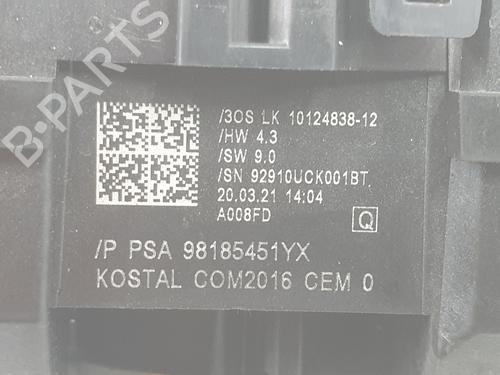 B-PARTS
/3OS LK 10124838-12
/HW 4.3
/SW 9.0
/SN 92910UCK001BT
20.03.21 14:04
A008FD
Q
/P PSA 98185451YX
KOSTAL COM2016 CEM 0